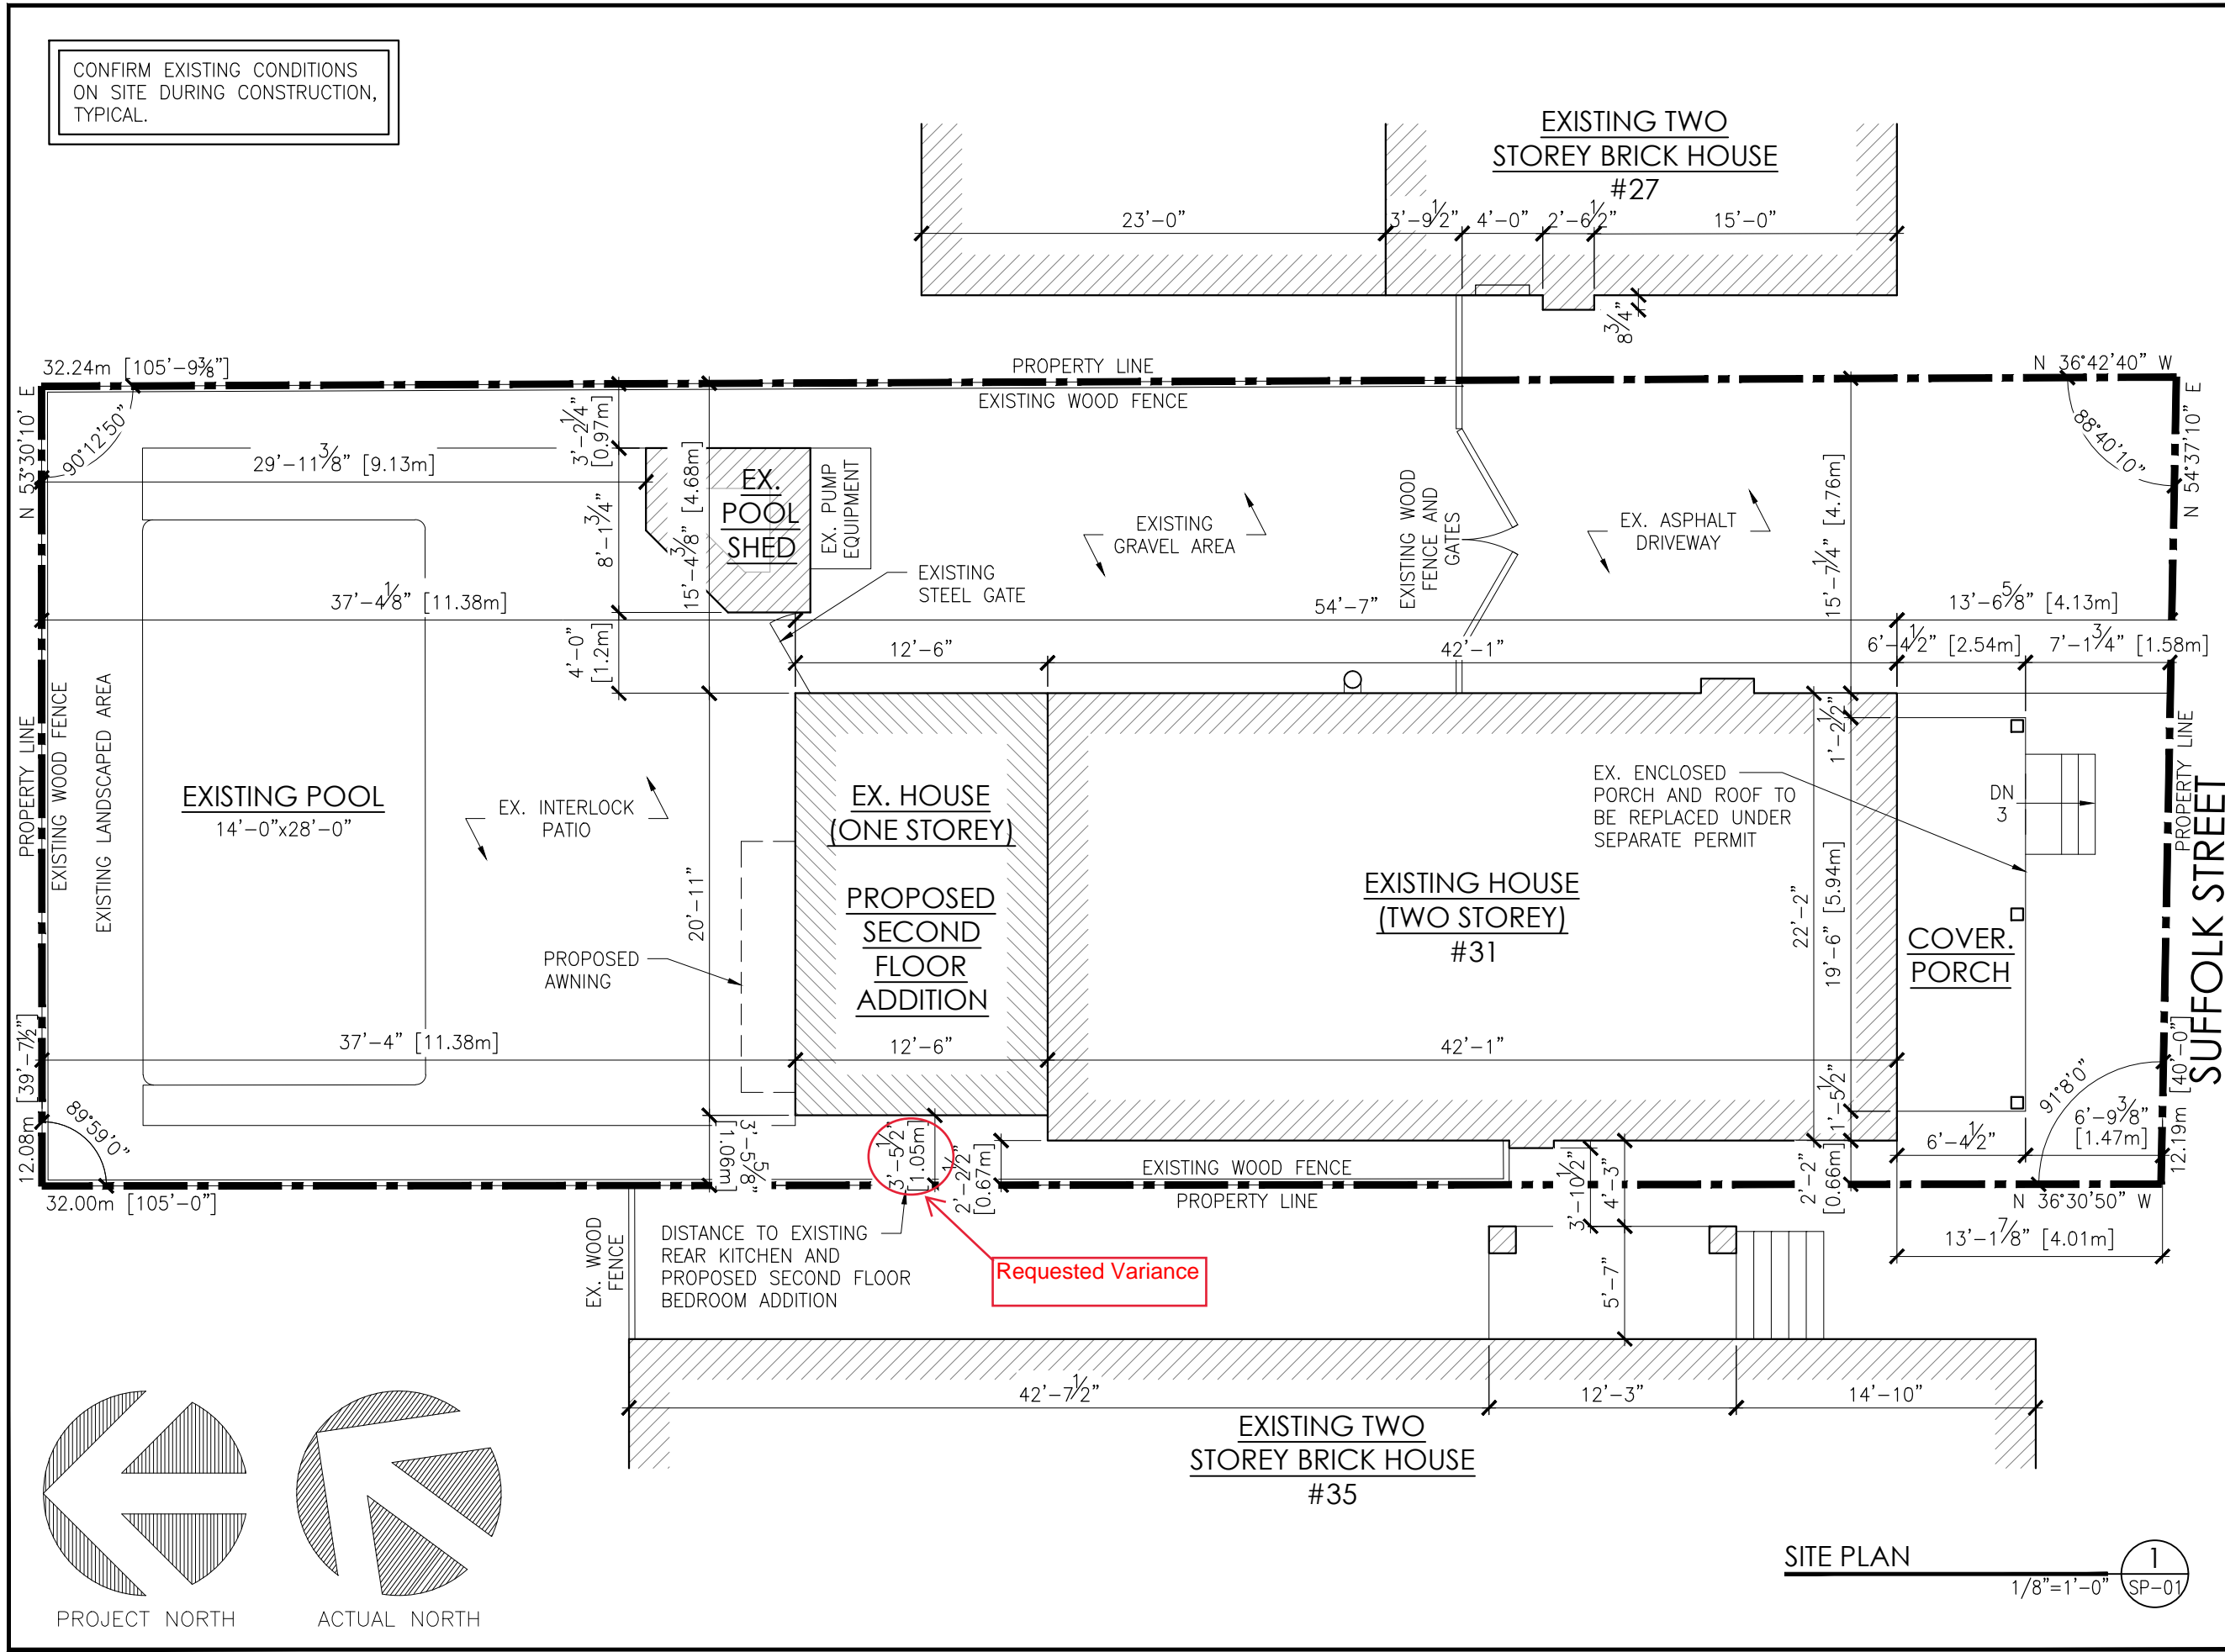 CONFIRM EXISTING CONDITIONS
ON SITE DURING CONSTRUCTION,
TYPICAL.
EXISTING TWO
STOREY BRICK HOUSE
#27
23'-0"
3'-9½"
4'-0"
2'-6½"
15'-0"
8¾"
32.24m [105'-9⅜"]
PROPERTY LINE
N 36°42'40" W
EXISTING WOOD FENCE
N 53°30'10' E
90°12'50"
88°40'10"
N 54°37'10" E
29'-11⅜" [9.13m]
3'-2¼"
[0.97m]
8'-1¾"
4'-0"
[1.2m]
15'-4⅜" [4.68m]
EX.
POOL
SHED
EX. PUMP
EQUIPMENT
EXISTING
STEEL GATE
EXISTING
GRAVEL AREA
EXISTING WOOD
FENCE AND
GATES
EX. ASPHALT
DRIVEWAY
15'-7¼" [4.76m]
37'-4⅛" [11.38m]
54'-7"
13'-6⅝" [4.13m]
12'-6"
42'-1"
6'-4½" [2.54m]
7'-1¾" [1.58m]
PROPERTY LINE
EXISTING WOOD FENCE
EXISTING LANDSCAPED AREA
EXISTING POOL
14'-0"x28'-0"
EX. INTERLOCK
PATIO
PROPOSED
AWNING
20'-11"
EX. HOUSE
(ONE STOREY)
PROPOSED
SECOND
FLOOR
ADDITION
EXISTING HOUSE
(TWO STOREY)
#31
EX. ENCLOSED
PORCH AND ROOF TO
BE REPLACED UNDER
SEPARATE PERMIT
22'-2"
1'-2½"
19'-6" [5.94m]
1'-5½"
DN
3
COVER.
PORCH
PROPERTY LINE
SUFFOLK STREET
37'-4" [11.38m]
12'-6"
42'-1"
12.08m [39'-7½"]
89°59'0"
91°8'0"
12.19m [40'-0"]
6'-4½"
6'-9⅜"
[1.47m]
3'-5⅝"
[1.06m]
3'-5½"
[1.05m]
2'-2½"
[0.67m]
EXISTING WOOD FENCE
PROPERTY LINE
3'-10½"
4'-3"
2'-2"
[0.66m]
32.00m [105'-0"]
N 36°30'50" W
13'-1⅞" [4.01m]
EX. WOOD
FENCE
DISTANCE TO EXISTING
REAR KITCHEN AND
PROPOSED SECOND FLOOR
BEDROOM ADDITION
Requested Variance
5'-7"
42'-7½"
12'-3"
14'-10"
EXISTING TWO
STOREY BRICK HOUSE
#35
PROJECT NORTH
ACTUAL NORTH
SITE PLAN
1/8"=1'-0"
1
SP-01